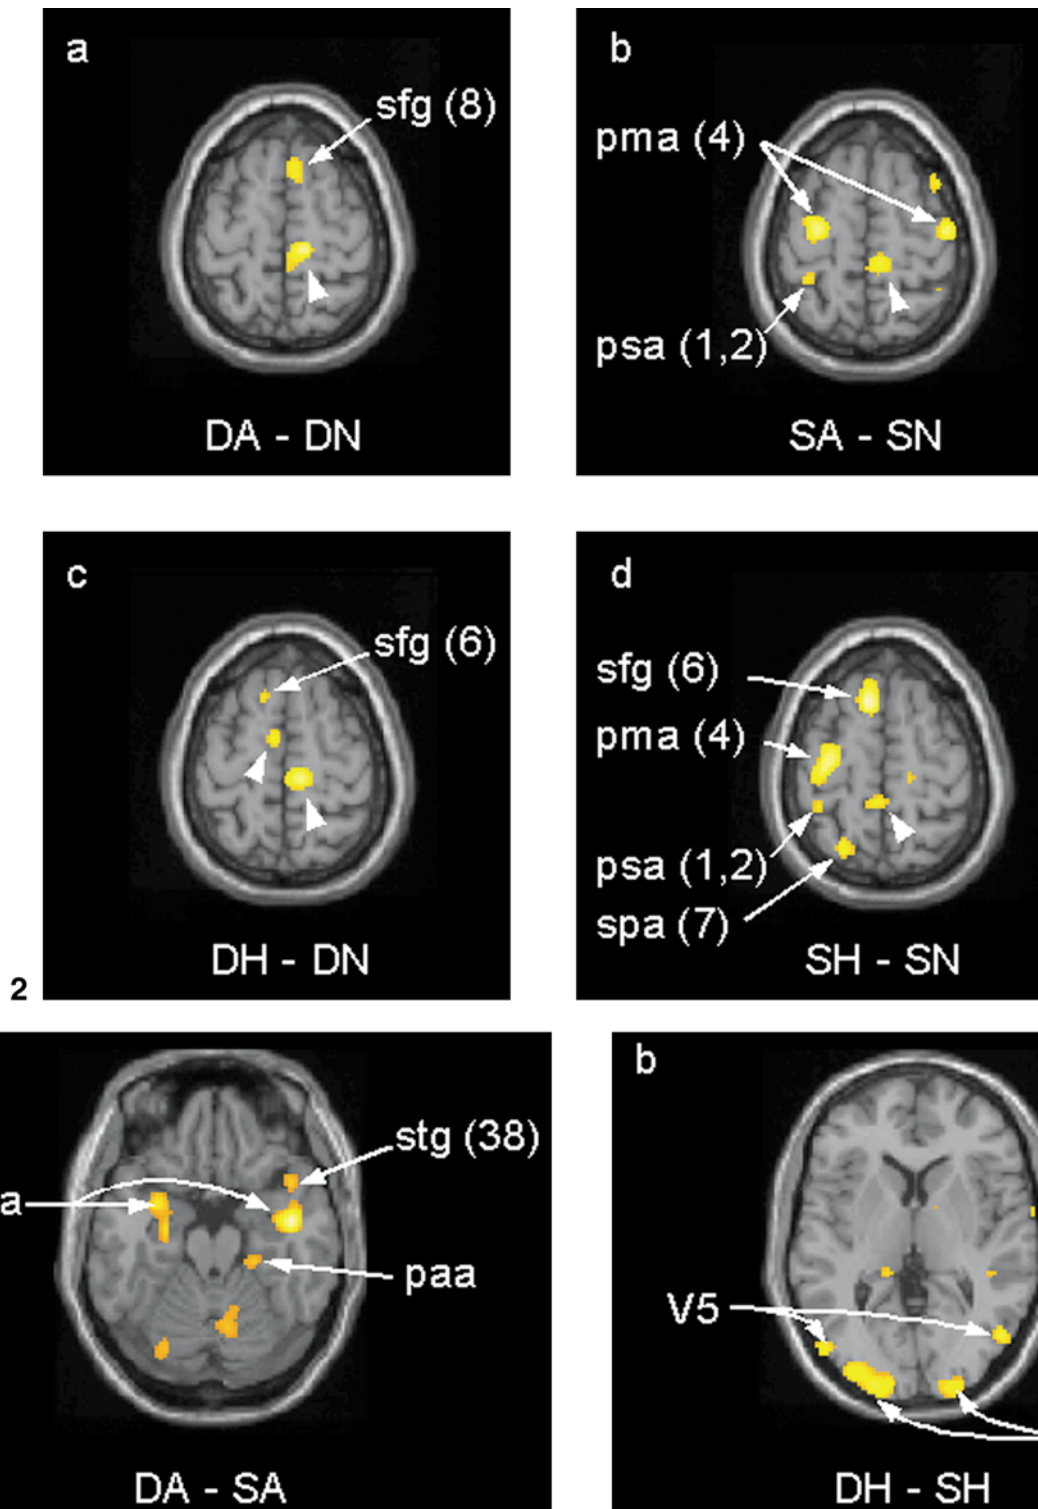 a
sfg (8)
DA - DN
b
pma (4)
psa (1,2)
SA - SN
c
sfg (6)
DH - DN
d
sfg (6)
pma (4)
psa (1,2)
spa (7)
SH - SN
2
stg (38)
a
paa
DA - SA
b
V5
DH - SH